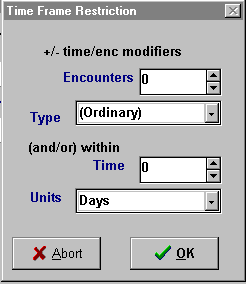 Time Frame Restriction
+/- time/enc modifiers
Encounters 0
Type (Ordinary)
(and/or) within
Time 0
Units Days
Abort OK